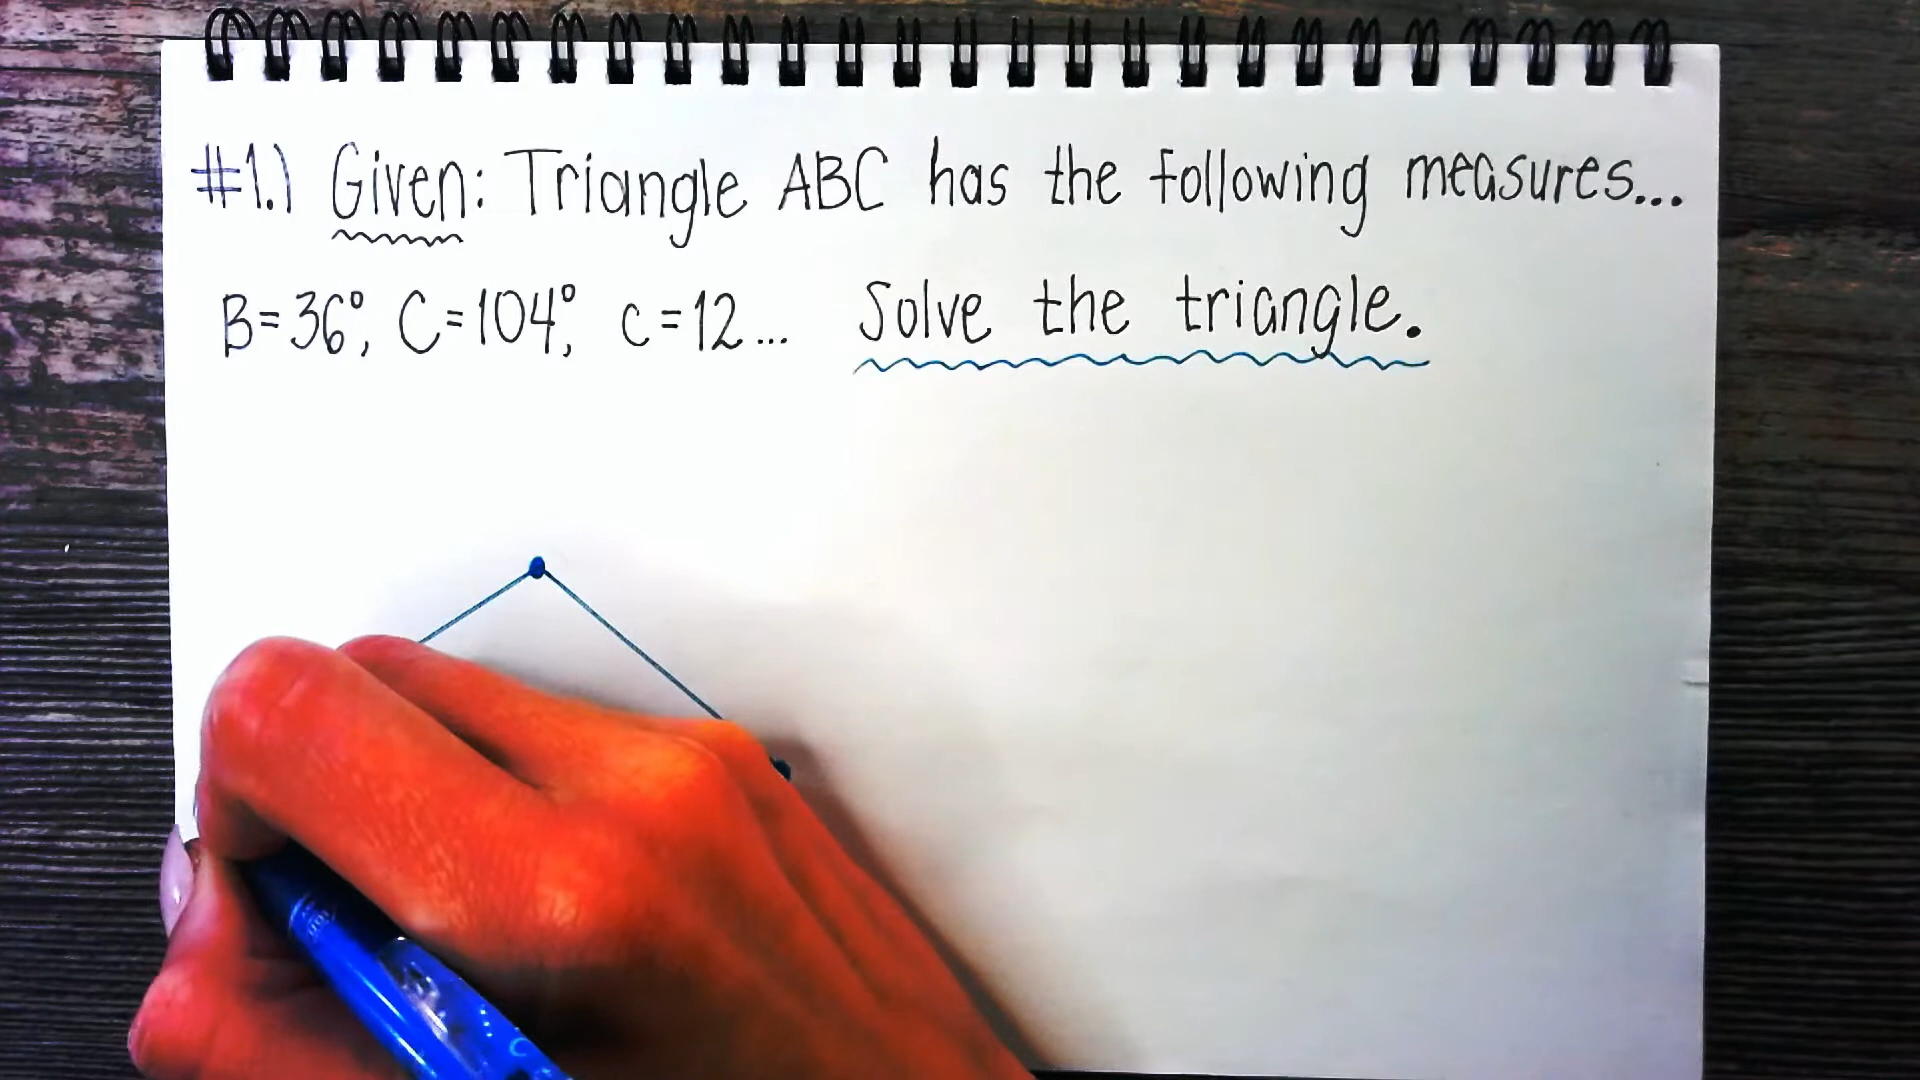 #1.) Given: Triangle ABC has the following measures...
B=36°, C=104°, c=12... Solve the triangle.